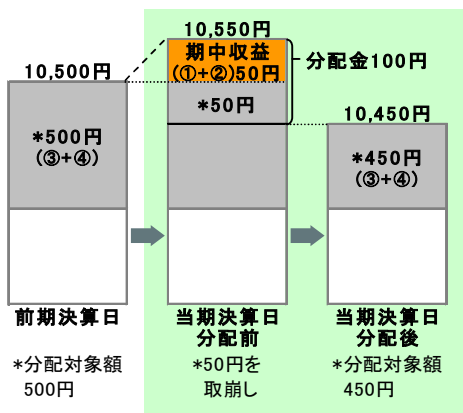 10,550円
期中収益
(①+②)50円
分配金100円
10,500円
*50円
10,450円
*500円
(③+④)
*450円
(③+④)
前期決算日
当期決算日
分配前
当期決算日
分配後
*分配対象額
500円
*50円を
取崩し
*分配対象額
450円